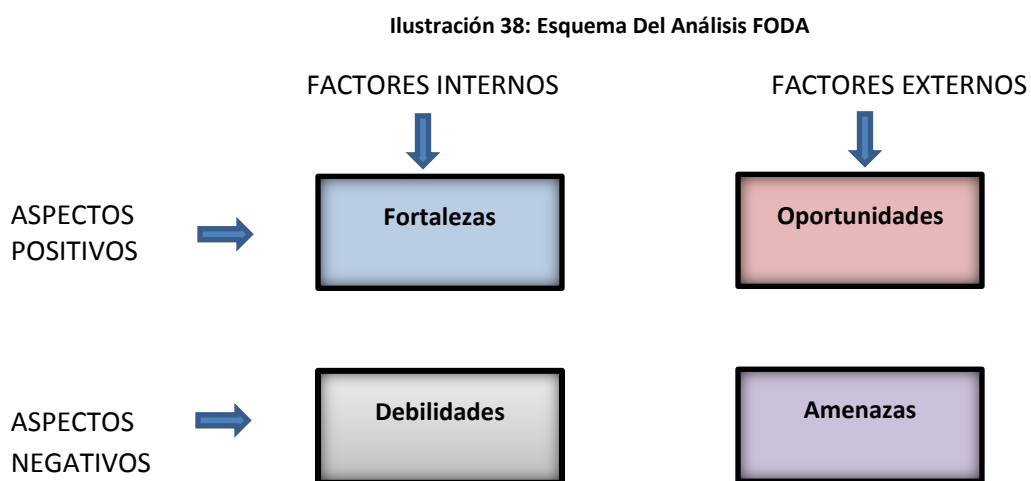 Ilustración 38: Esquema Del Análisis FODA
FACTORES INTERNOS
FACTORES EXTERNOS
ASPECTOS
POSITIVOS
Fortalezas
Oportunidades
ASPECTOS
NEGATIVOS
Debilidades
Amenazas